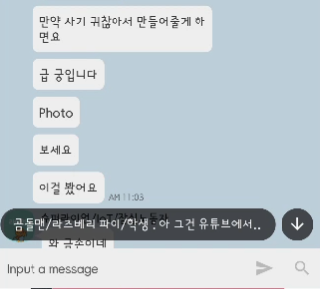 만약 사기 귀찮아서 만들어줄게 하
면요
급 궁입니다
Photo
보세요
이걸 봤어요
AM 11:03
곰돌맨/라즈베리 파이/학생 : 아 그건 유튜브에서..
와 금손이네
Input a message